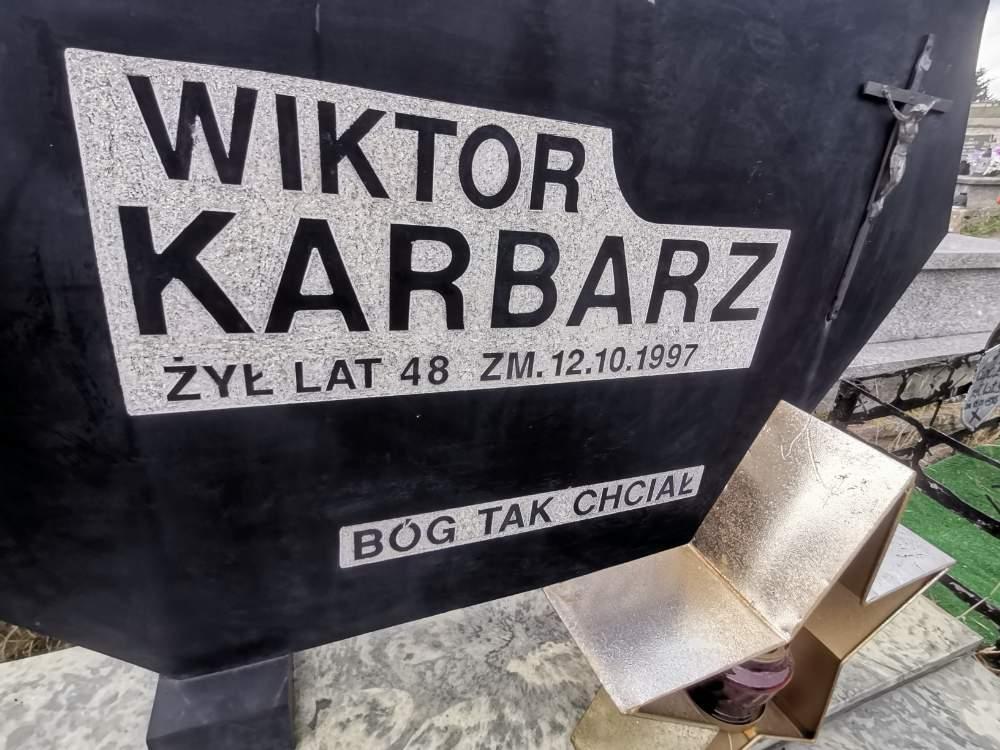 WIKTOR
KARBARZ
ŻYŁ LAT 48 ZM. 12.10.1997
BÓG TAK CHCIAŁ